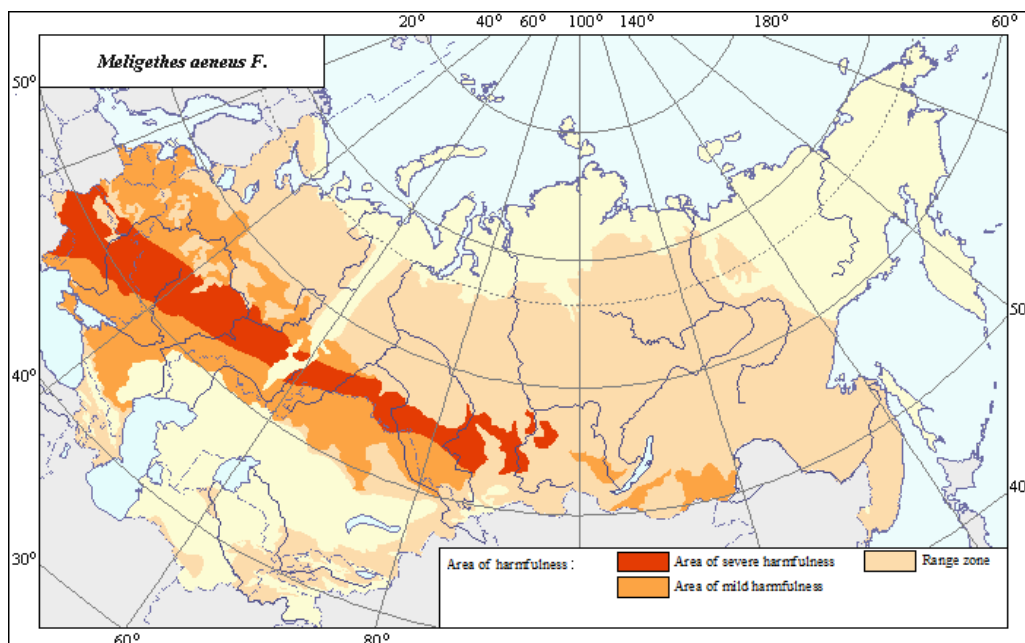 20° 40° 60° 100° 140° 180° 60°
Meligethes aeneus F.
50°
40°
30°
50
40
60° 80°
Area of harmfulness :
Area of severe harmfulness
Range zone
Area of mild harmfulness